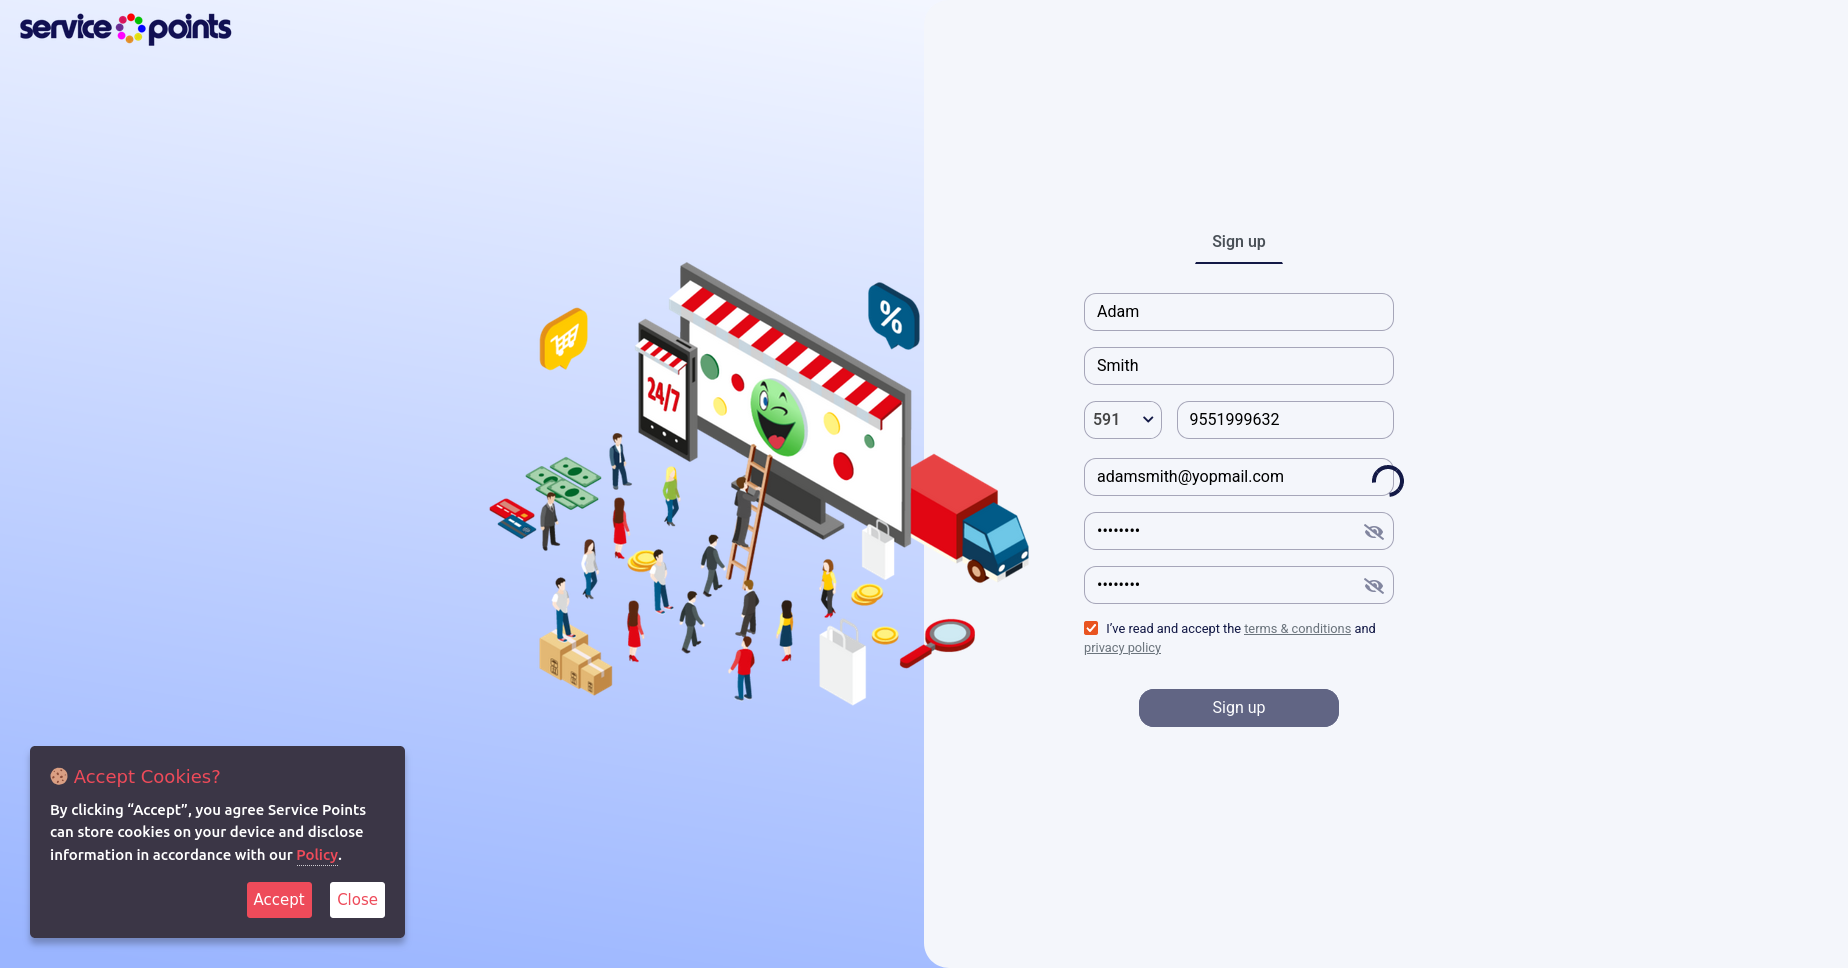 service points
Sign up
Adam
Smith
591
9551999632
adamsmith@yopmail.com
••••••••
••••••••
I've read and accept the terms & conditions and
privacy policy
Sign up
24/7
%
Accept Cookies?
By clicking “Accept”, you agree Service Points
can store cookies on your device and disclose
information in accordance with our Policy.
Accept
Close